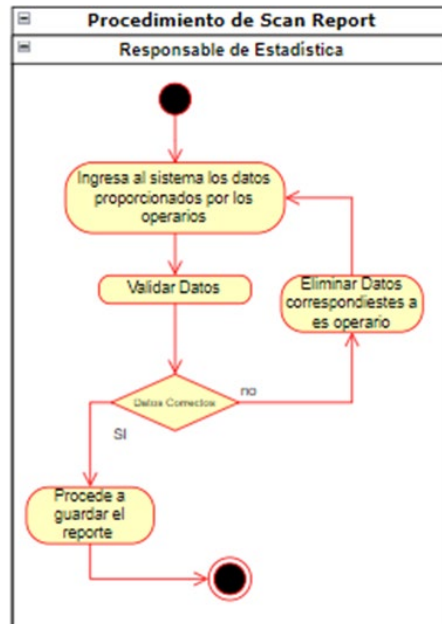 Procedimiento de Scan Report
Responsable de Estadística
Ingresa al sistema los datos
proporcionados por los
operarios
Validar Datos
Eliminar Datos
correspondiestes a
es operario
Datos Correctos
no
SI
Procede a
guardar el
reporte